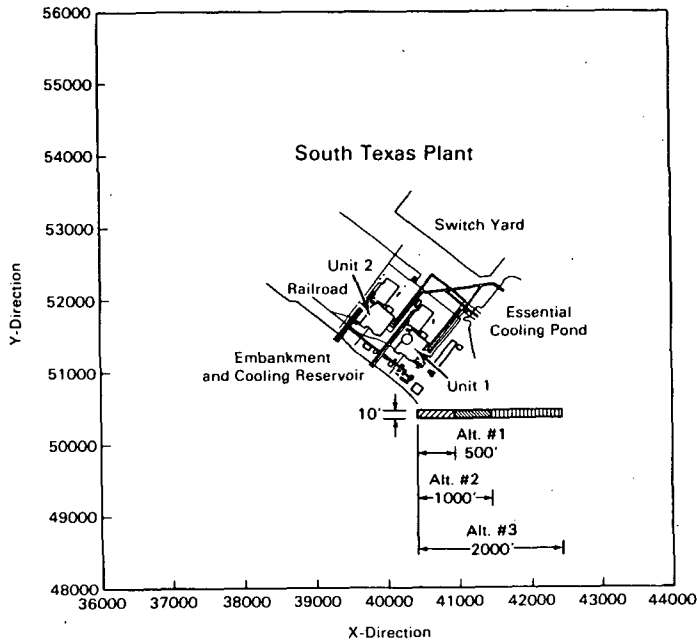 56000
55000
54000
53000
52000
51000
50000
49000
48000
Y-Direction
South Texas Plant
Switch Yard
Unit 2
Railroad
Essential
Cooling Pond
Embankment
and Cooling Reservoir
Unit 1
10'
Alt. #1
500'
Alt. #2
1000'
Alt. #3
2000'
36000 37000 38000 39000 40000 41000 42000 43000 44000
X-Direction